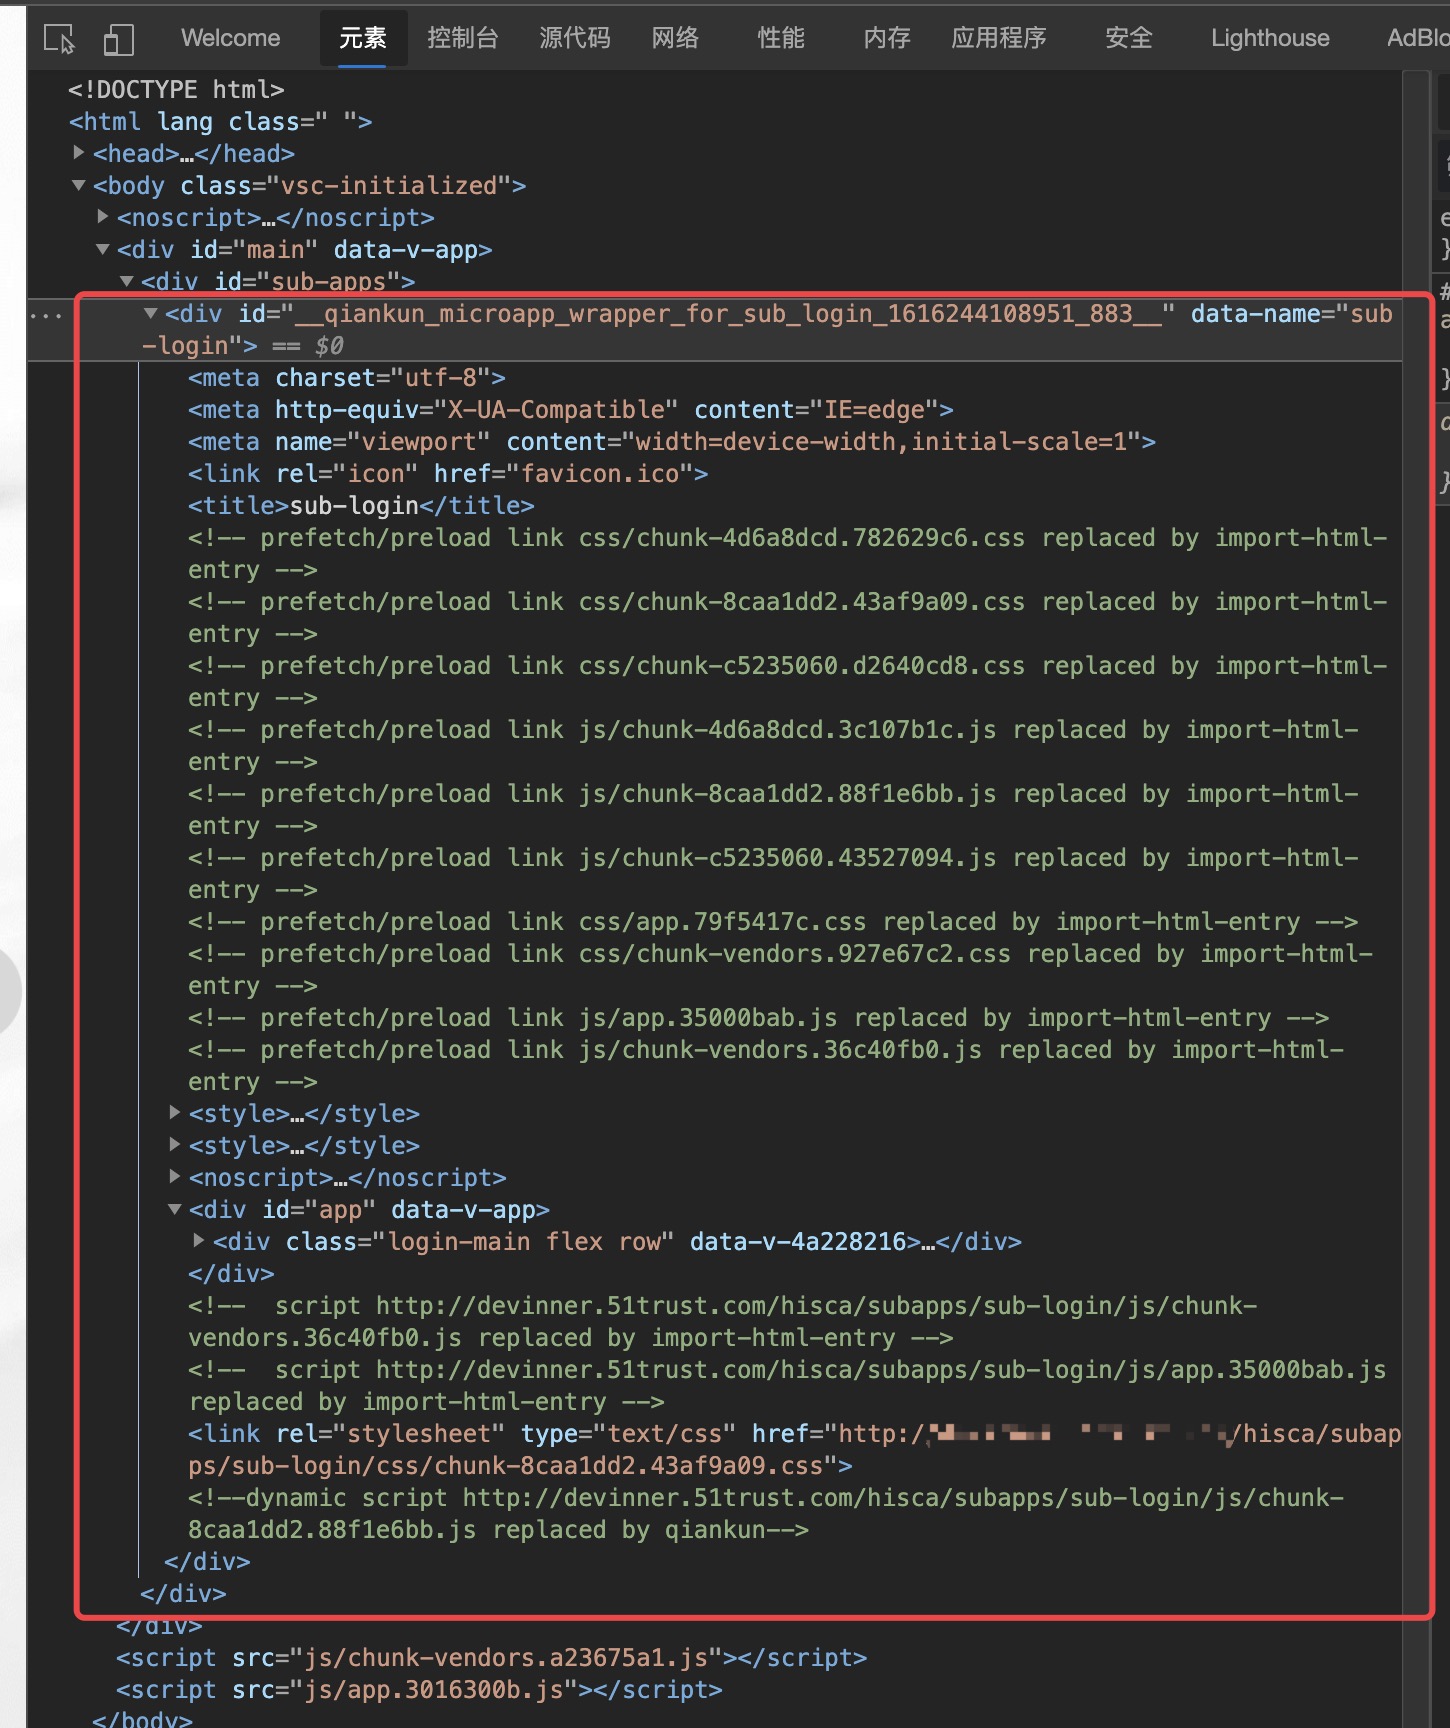 Welcome 元素 控制台 源代码 网络 性能 内存 应用程序 安全 Lighthouse AdBlo
<!DOCTYPE html>
<html lang class=" ">
<head>…</head>
<body class="vsc-initialized">
<noscript>…</noscript>
<div id="main" data-v-app>
<div id="sub-apps">
<div id="__qiankun_microapp_wrapper_for_sub_login_1616244108951_883__" data-name="sub
-login"> == $0
<meta charset="utf-8">
<meta http-equiv="X-UA-Compatible" content="IE=edge">
<meta name="viewport" content="width=device-width,initial-scale=1">
<link rel="icon" href="favicon.ico">
<title>sub-login</title>
<!-- prefetch/preload link css/chunk-4d6a8dcd.782629c6.css replaced by import-html-
entry -->
<!-- prefetch/preload link css/chunk-8caa1dd2.43af9a09.css replaced by import-html-
entry -->
<!-- prefetch/preload link css/chunk-c5235060.d2640cd8.css replaced by import-html-
entry -->
<!-- prefetch/preload link js/chunk-4d6a8dcd.3c107b1c.js replaced by import-html-
entry -->
<!-- prefetch/preload link js/chunk-8caa1dd2.88f1e6bb.js replaced by import-html-
entry -->
<!-- prefetch/preload link js/chunk-c5235060.43527094.js replaced by import-html-
entry -->
<!-- prefetch/preload link css/app.79f5417c.css replaced by import-html-entry -->
<!-- prefetch/preload link css/chunk-vendors.927e67c2.css replaced by import-html-
entry -->
<!-- prefetch/preload link js/app.35000bab.js replaced by import-html-entry -->
<!-- prefetch/preload link js/chunk-vendors.36c40fb0.js replaced by import-html-
entry -->
<style>…</style>
<style>…</style>
<noscript>…</noscript>
<div id="app" data-v-app>
<div class="login-main flex row" data-v-4a228216>…</div>
</div>
<!--  script http://devinner.51trust.com/hisca/subapps/sub-login/js/chunk-
vendors.36c40fb0.js replaced by import-html-entry -->
<!--  script http://devinner.51trust.com/hisca/subapps/sub-login/js/app.35000bab.js
replaced by import-html-entry -->
<link rel="stylesheet" type="text/css" href="http:/ /hisca/subap
ps/sub-login/css/chunk-8caa1dd2.43af9a09.css">
<!--dynamic script http://devinner.51trust.com/hisca/subapps/sub-login/js/chunk-
8caa1dd2.88f1e6bb.js replaced by qiankun-->
</div>
</div>
</div>
<script src="js/chunk-vendors.a23675a1.js"></script>
<script src="js/app.3016300b.js"></script>
</body>